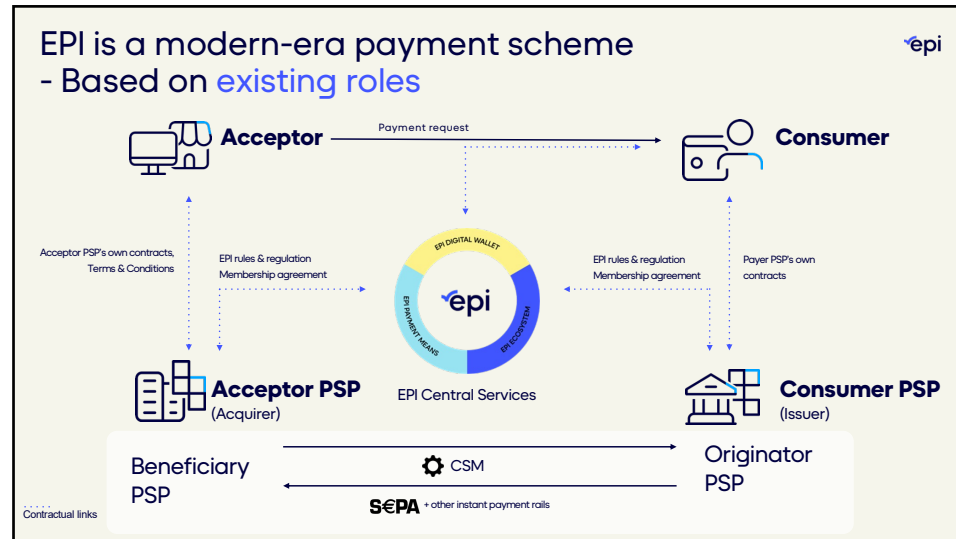 EPI is a modern-era payment scheme
- Based on existing roles
epi
Acceptor
Payment request
Consumer
Acceptor PSP's own contracts,
Terms & Conditions
EPI rules & regulation
Membership agreement
EPI DIGITAL WALLET
EPI PAYMENT MEANS
EPI ECOSYSTEM
epi
EPI rules & regulation
Membership agreement
Payer PSP's own
contracts
Acceptor PSP
(Acquirer)
EPI Central Services
Consumer PSP
(Issuer)
Beneficiary
PSP
CSM
Originator
PSP
S€PA + other instant payment rails
Contractual links